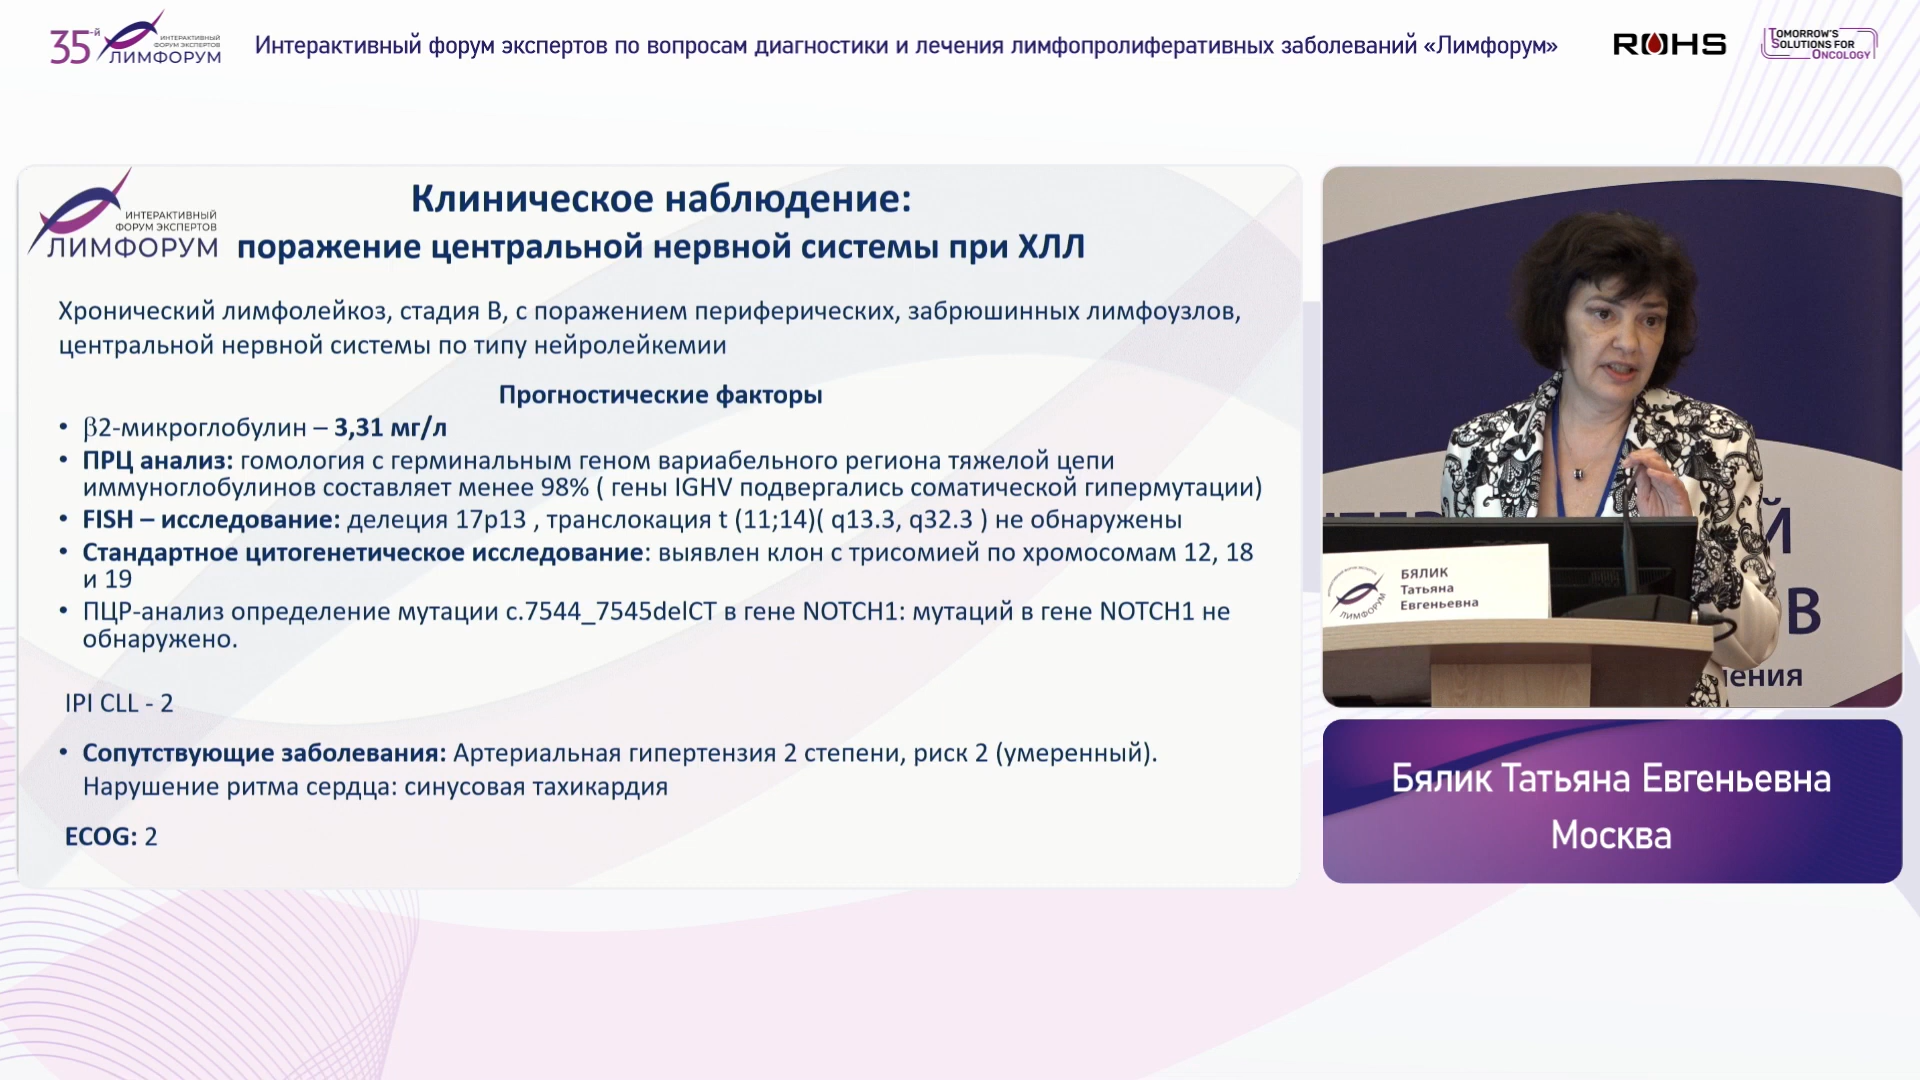 35-й
ИНТЕРАКТИВНЫЙ
ФОРУМ ЭКСПЕРТОВ
ЛИМФОРУМ
Интерактивный форум экспертов по вопросам диагностики и лечения лимфопролиферативных заболеваний «Лимфорум»
ROHS
TOMORROW'S
SOLUTIONS FOR
ONCOLOGY
ИНТЕРАКТИВНЫЙ
ФОРУМ ЭКСПЕРТОВ
ЛИМФОРУМ
Клиническое наблюдение:
поражение центральной нервной системы при ХЛЛ
Хронический лимфолейкоз, стадия В, с поражением периферических, забрюшинных лимфоузлов,
центральной нервной системы по типу нейролейкемии
Прогностические факторы
• β2-микроглобулин – 3,31 мг/л
• ПРЦ анализ: гомология с герминальным геном вариабельного региона тяжелой цепи
иммуноглобулинов составляет менее 98% ( гены IGHV подвергались соматической гипермутации)
• FISH – исследование: делеция 17p13 , транслокация t (11;14)( q13.3, q32.3 ) не обнаружены
• Стандартное цитогенетическое исследование: выявлен клон с трисомией по хромосомам 12, 18
и 19
• ПЦР-анализ определение мутации c.7544_7545delCT в гене NOTCH1: мутаций в гене NOTCH1 не
обнаружено.
IPI CLL - 2
• Сопутствующие заболевания: Артериальная гипертензия 2 степени, риск 2 (умеренный).
Нарушение ритма сердца: синусовая тахикардия
ECOG: 2
БЯЛИК
Татьяна
Евгеньевна
ЛИМФОРУМ
Й
В
ения
Бялик Татьяна Евгеньевна
Москва